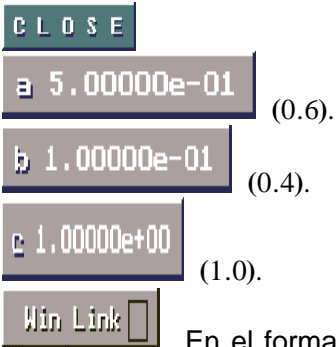 CLOSE
a 5.00000e-01 (0.6).
b 1.00000e-01 (0.4).
c 1.00000e+00 (1.0).
Win Link En el forma